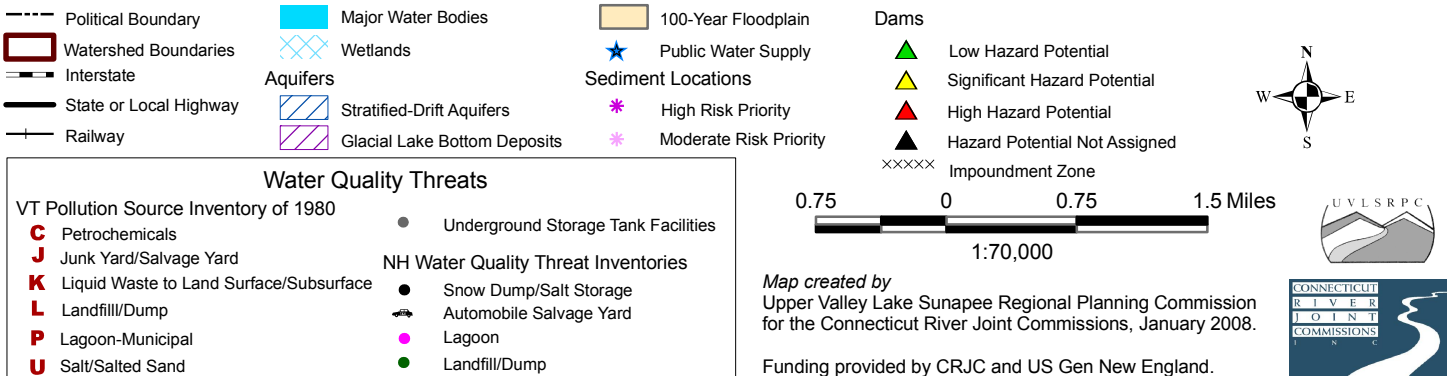 Political Boundary
Watershed Boundaries
Interstate
State or Local Highway
Railway
Major Water Bodies
Wetlands
Aquifers
Stratified-Drift Aquifers
Glacial Lake Bottom Deposits
100-Year Floodplain
Public Water Supply
Sediment Locations
High Risk Priority
Moderate Risk Priority
Dams
Low Hazard Potential
Significant Hazard Potential
High Hazard Potential
Hazard Potential Not Assigned
Impoundment Zone
N
W E
S
Water Quality Threats
VT Pollution Source Inventory of 1980
C Petrochemicals
J Junk Yard/Salvage Yard
K Liquid Waste to Land Surface/Subsurface
L Landfilll/Dump
P Lagoon-Municipal
U Salt/Salted Sand
Underground Storage Tank Facilities
NH Water Quality Threat Inventories
Snow Dump/Salt Storage
Automobile Salvage Yard
Lagoon
Landfill/Dump
0.75 0 0.75 1.5 Miles
1:70,000
Map created by
Upper Valley Lake Sunapee Regional Planning Commission
for the Connecticut River Joint Commissions, January 2008.
Funding provided by CRJC and US Gen New England.
UVLSRPC
CONNECTICUT
RIVER
JOINT
COMMISSIONS
INC